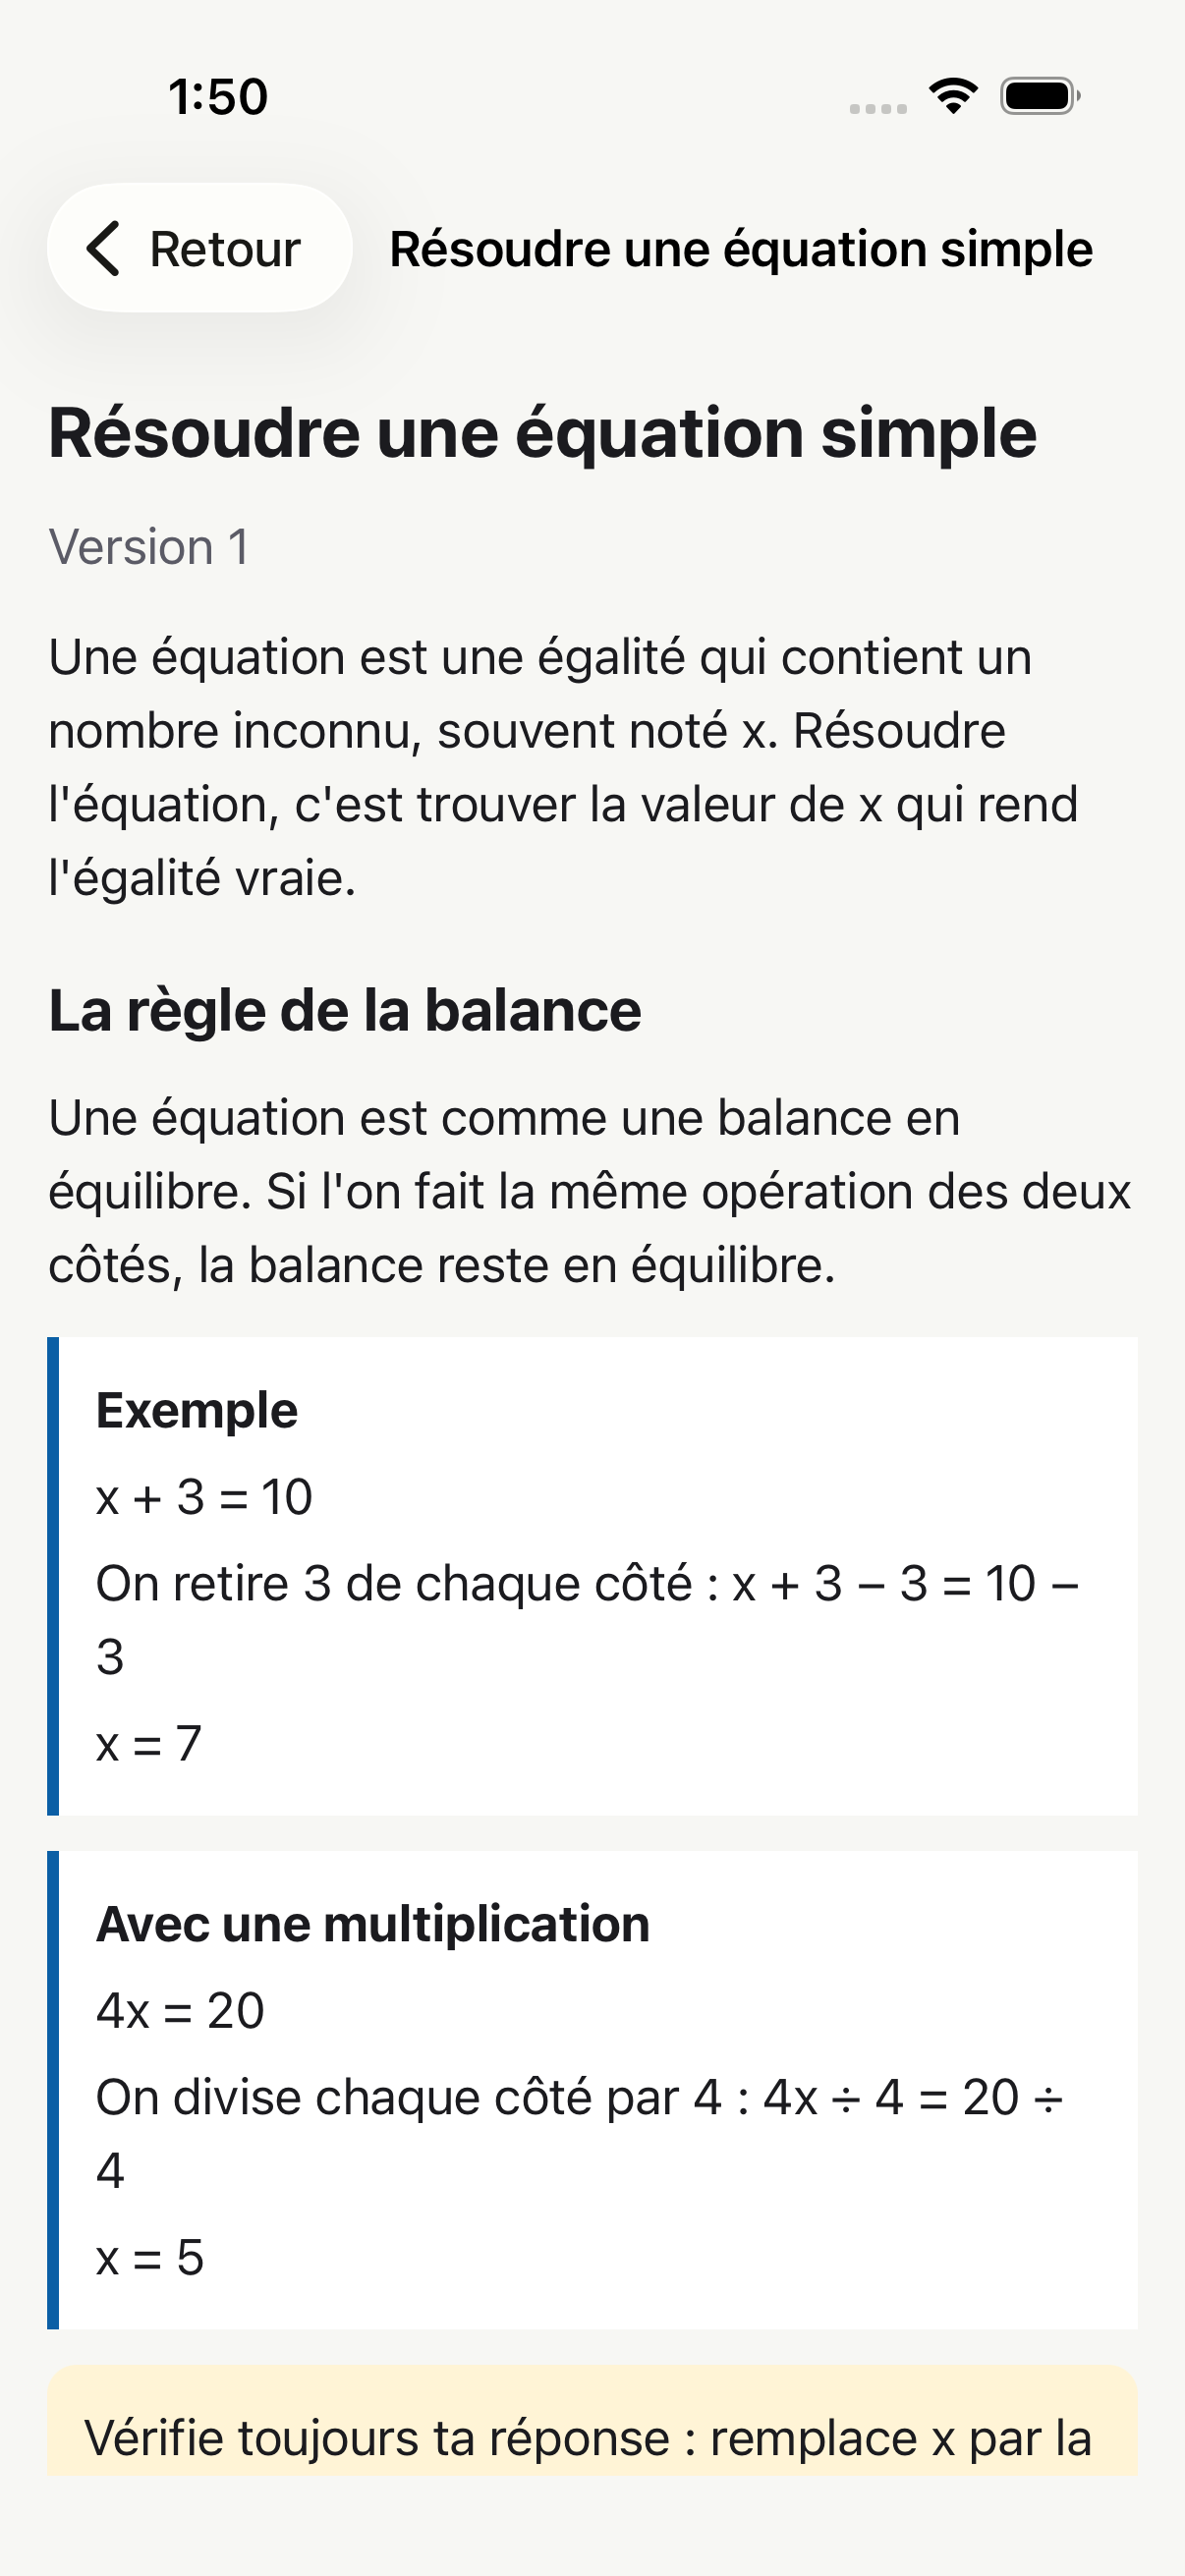 1:50
Retour
Résoudre une équation simple
Résoudre une équation simple
Version 1
Une équation est une égalité qui contient un
nombre inconnu, souvent noté x. Résoudre
l'équation, c'est trouver la valeur de x qui rend
l'égalité vraie.
La règle de la balance
Une équation est comme une balance en
équilibre. Si l'on fait la même opération des deux
côtés, la balance reste en équilibre.
Exemple
x + 3 = 10
On retire 3 de chaque côté : x + 3 − 3 = 10 −
3
x = 7
Avec une multiplication
4x = 20
On divise chaque côté par 4 : 4x ÷ 4 = 20 ÷
4
x = 5
Vérifie toujours ta réponse : remplace x par la